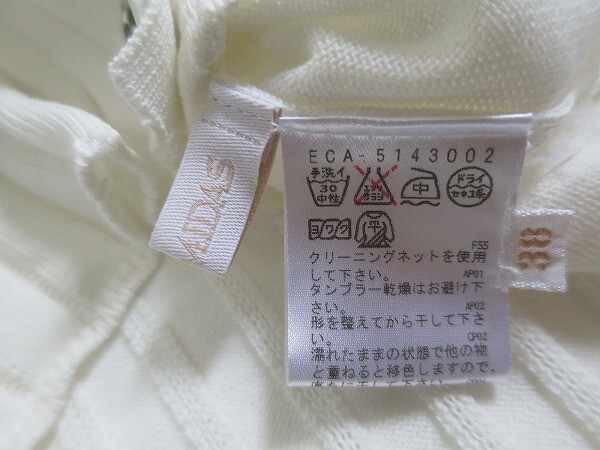 MIDAS
ECA-5143002
手洗イ
30
中性
エンソ
サラシ
中
ドライ
セキユ系
ヨワク
平
38
F55
クリーニングネットを使用
して下さい。
AP01
タンブラー乾燥はお避け下
さい。
AP02
形を整えてから干して下さ
い。
CP02
濡れたままの状態で他の物
と重ねると移色しますので、